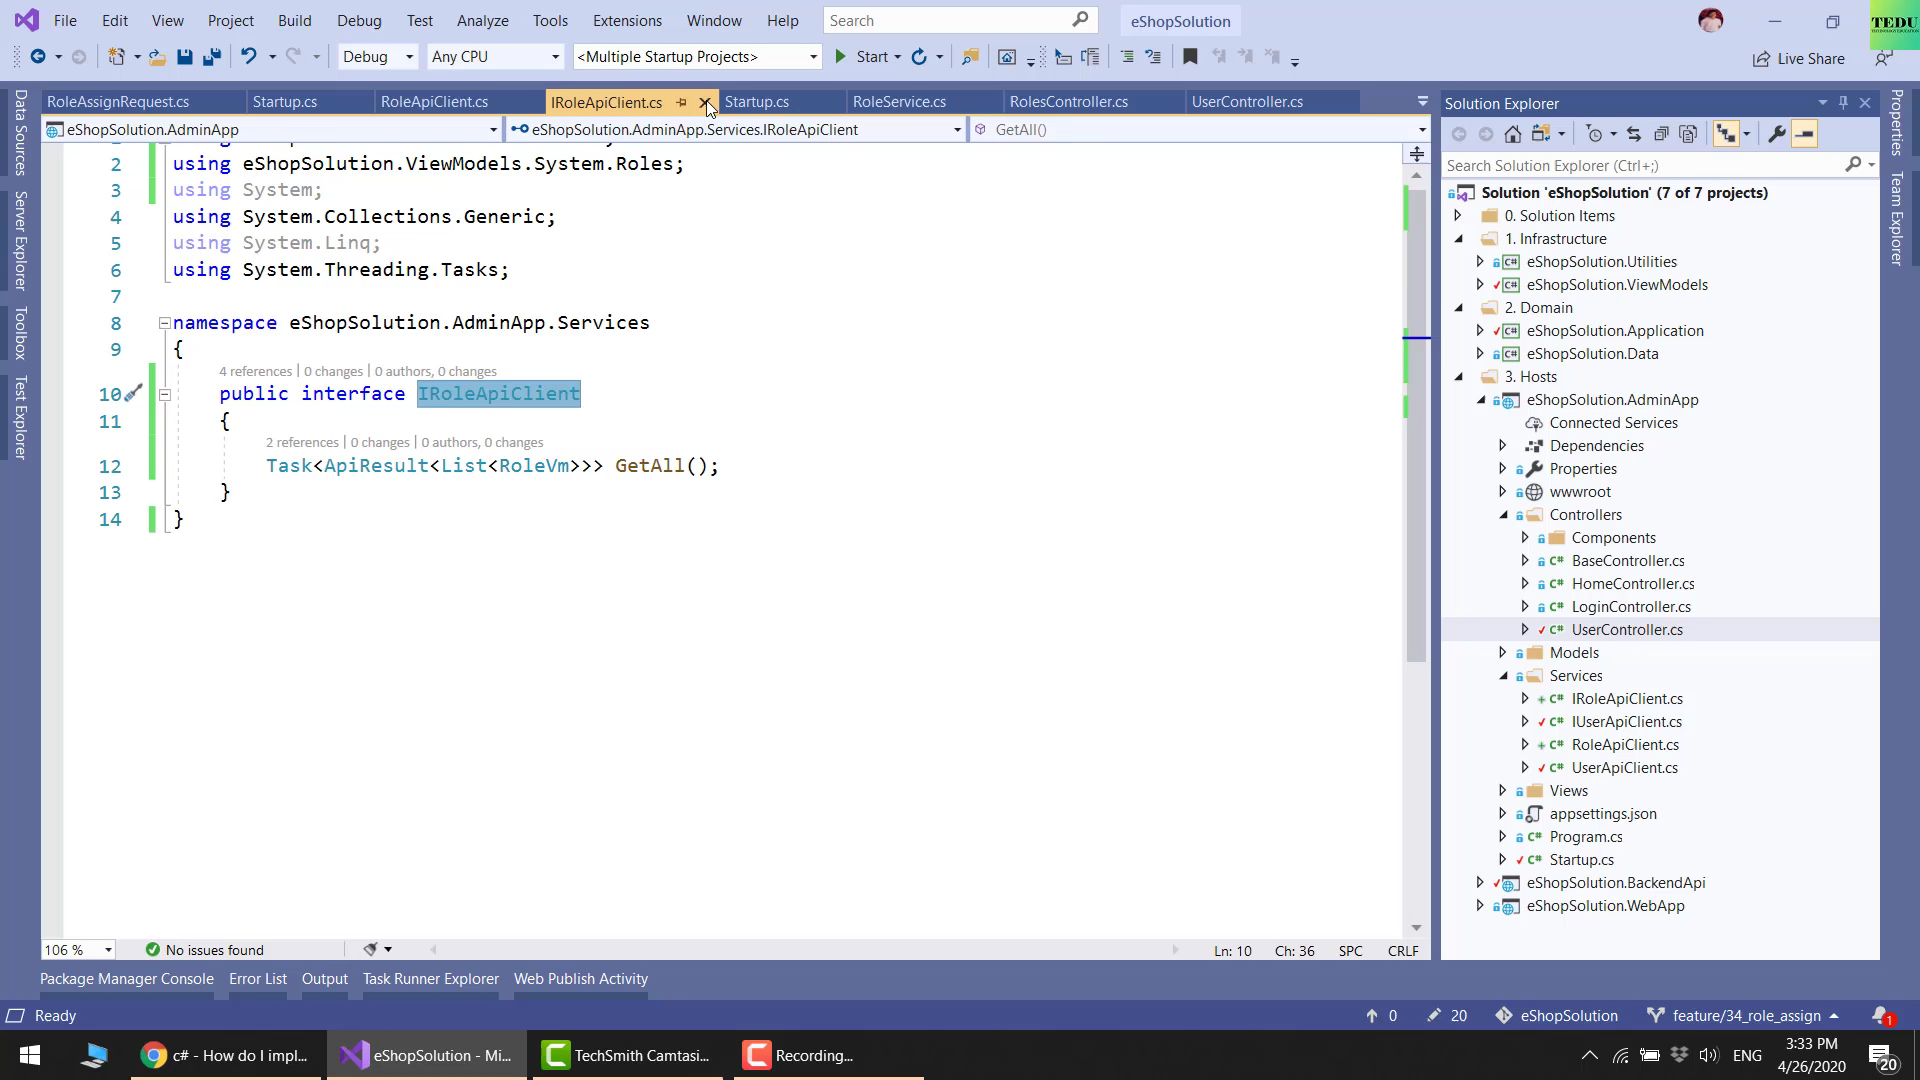 File Edit View Project Build Debug Test Analyze Tools Extensions Window Help Search eShopSolution
TEDU
Debug Any CPU <Multiple Startup Projects> Start Live Share
RoleAssignRequest.cs Startup.cs RoleApiClient.cs IRoleApiClient.cs Startup.cs RoleService.cs RolesController.cs UserController.cs
eShopSolution.AdminApp eShopSolution.AdminApp.Services.IRoleApiClient GetAll()
Data Sources
Server Explorer
Toolbox
Test Explorer
2 using eShopSolution.ViewModels.System.Roles;
3 using System;
4 using System.Collections.Generic;
5 using System.Linq;
6 using System.Threading.Tasks;
7
8 namespace eShopSolution.AdminApp.Services
9 {
4 references | 0 changes | 0 authors, 0 changes
10 public interface IRoleApiClient
11 {
2 references | 0 changes | 0 authors, 0 changes
12 Task<ApiResult<List<RoleVm>>> GetAll();
13 }
14 }
106 % No issues found Ln: 10 Ch: 36 SPC CRLF
Solution Explorer
Search Solution Explorer (Ctrl+;)
Solution 'eShopSolution' (7 of 7 projects)
0. Solution Items
1. Infrastructure
eShopSolution.Utilities
eShopSolution.ViewModels
2. Domain
eShopSolution.Application
eShopSolution.Data
3. Hosts
eShopSolution.AdminApp
Connected Services
Dependencies
Properties
wwwroot
Controllers
Components
BaseController.cs
HomeController.cs
LoginController.cs
UserController.cs
Models
Services
IRoleApiClient.cs
IUserApiClient.cs
RoleApiClient.cs
UserApiClient.cs
Views
appsettings.json
Program.cs
Startup.cs
eShopSolution.BackendApi
eShopSolution.WebApp
Properties
Team Explorer
Package Manager Console Error List Output Task Runner Explorer Web Publish Activity
Ready 0 20 eShopSolution feature/34_role_assign 1
c# - How do I impl... eShopSolution - Mi... TechSmith Camtasi... Recording... ENG 3:33 PM
4/26/2020
20